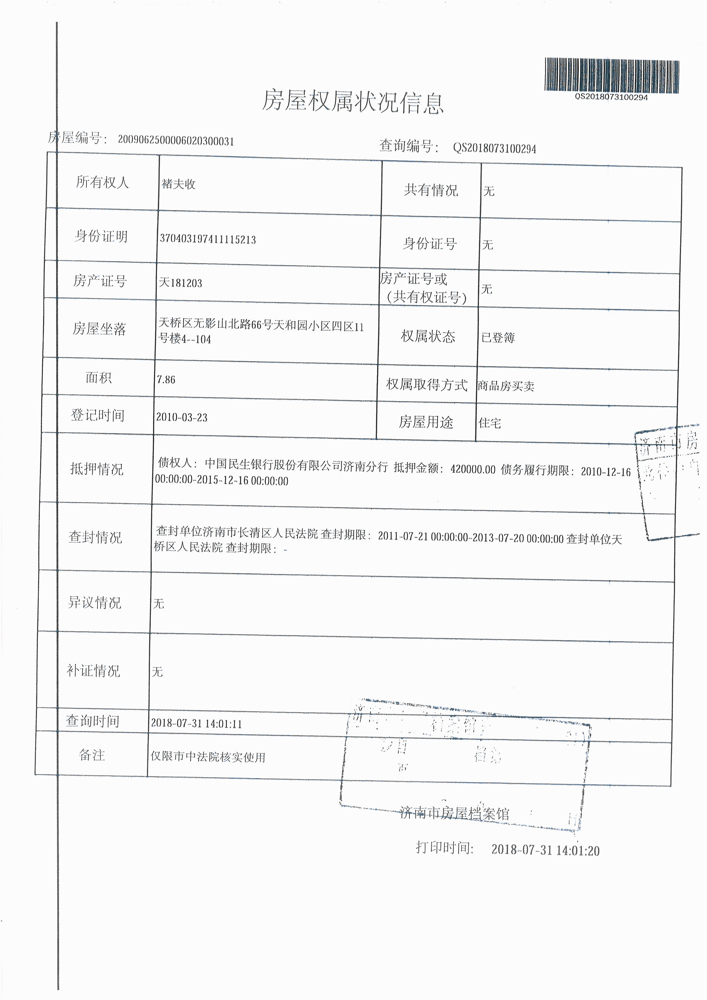 QS2018073100294
房屋权属状况信息
房屋编号： 2009062500006020300031
查询编号： QS2018073100294
所有权人 褚夫收 共有情况 无
身份证明 370403197411115213 身份证号 无
房产证号 天181203 房产证号或
（共有权证号） 无
房屋坐落 天桥区无影山北路66号天和园小区四区11
号楼4--104 权属状态 已登簿
面积 7.86 权属取得方式 商品房买卖
登记时间 2010-03-23 房屋用途 住宅
济南市房
抵押情况 债权人：中国民生银行股份有限公司济南分行 抵押金额：420000.00 债务履行期限：2010-12-16
00:00:00-2015-12-16 00:00:00
查封情况 查封单位济南市长清区人民法院 查封期限：2011-07-21 00:00:00-2013-07-20 00:00:00 查封单位天
桥区人民法院 查封期限：-
异议情况 无
补证情况 无
查询时间 2018-07-31 14:01:11
备注 仅限市中法院核实使用
济南市房屋档案馆
打印时间： 2018-07-31 14:01:20